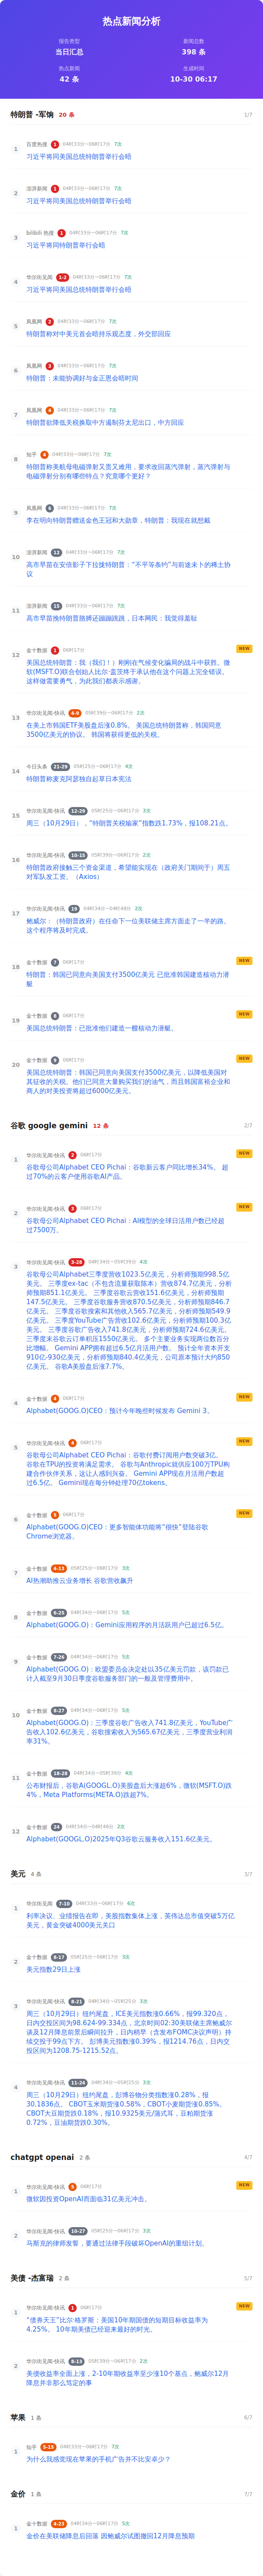 热点新闻分析
报告类型
新闻总数
当日汇总
398 条
热点新闻
生成时间
42 条
10-30 06:17
特朗普 -军饷 20 条 1/7
1 百度热搜 1 04时33分~06时17分 7次
习近平将同美国总统特朗普举行会晤
2 澎湃新闻 1 04时33分~06时17分 7次
习近平将同美国总统特朗普举行会晤
3 bilibili 热搜 1 04时33分~06时17分 7次
习近平将同特朗普举行会晤
4 华尔街见闻 1-2 04时33分~06时17分 7次
习近平将同美国总统特朗普举行会晤
5 凤凰网 2 04时33分~06时17分 7次
特朗普称对中美元首会晤持乐观态度，外交部回应
6 凤凰网 3 04时33分~06时17分 7次
特朗普：未能协调好与金正恩会晤时间
7 凤凰网 4 04时33分~06时17分 7次
特朗普欲降低关税换取中方遏制芬太尼出口，中方回应
8 知乎 4 04时33分~06时17分 7次
特朗普称美航母电磁弹射又贵又难用，要求改回蒸汽弹射，蒸汽弹射与
电磁弹射分别有哪些特点？究竟哪个更好？
9 凤凰网 6 04时33分~06时17分 7次
李在明向特朗普赠送金色王冠和大勋章，特朗普：我现在就想戴
10 澎湃新闻 12 04时33分~06时17分 7次
高市早苗在安倍影子下拉拢特朗普：“不平等条约”与前途未卜的稀土协
议
11 澎湃新闻 15 04时33分~06时17分 7次
高市早苗挽特朗普胳膊还蹦蹦跳跳，日本网民：我觉得羞耻
12 金十数据 1 06时17分 NEW
美国总统特朗普：我（我们！）刚刚在气候变化骗局的战斗中获胜。微
软(MSFT.O)联合创始人比尔·盖茨终于承认他在这个问题上完全错误。
这样做需要勇气，为此我们都表示感谢。
13 华尔街见闻-快讯 6-9 05时39分~06时17分 2次
在美上市韩国ETF美股盘后涨0.8%。 美国总统特朗普称，韩国同意
3500亿美元的协议。 韩国将获得更低的关税。
14 今日头条 21-29 05时25分~06时17分 4次
特朗普称麦克阿瑟独自起草日本宪法
15 华尔街见闻-快讯 12-29 05时25分~06时17分 3次
周三（10月29日），“特朗普关税输家”指数跌1.73%，报108.21点。
16 华尔街见闻-快讯 10-15 05时39分~06时17分 2次
特朗普政府接触三个资金渠道，希望能实现在（政府关门期间于）周五
对军队发工资。（Axios）
17 华尔街见闻-快讯 19 04时34分~04时48分 2次
鲍威尔：（特朗普政府）在任命下一位美联储主席方面走了一半的路。
这个程序将及时完成。
18 金十数据 7 06时17分 NEW
特朗普：韩国已同意向美国支付3500亿美元 已批准韩国建造核动力潜
艇
19 金十数据 8 06时17分 NEW
美国总统特朗普：已批准他们建造一艘核动力潜艇。
20 金十数据 9 06时17分 NEW
美国总统特朗普：韩国已同意向美国支付3500亿美元，以降低美国对
其征收的关税。他们已同意大量购买我们的油气，而且韩国富裕企业和
商人的对美投资将超过6000亿美元。
谷歌 google gemini 12 条 2/7
1 华尔街见闻-快讯 2 06时17分 NEW
谷歌母公司Alphabet CEO Pichai：谷歌新云客户同比增长34%。 超
过70%的云客户使用谷歌AI产品。
2 华尔街见闻-快讯 3 06时17分 NEW
谷歌母公司Alphabet CEO Pichai：AI模型的全球日活用户数已经超
过7500万。
3 华尔街见闻-快讯 3-28 04时34分~05时39分 4次
谷歌母公司Alphabet三季度营收1023.5亿美元，分析师预期998.5亿
美元。 三季度ex-tac（不包含流量获取陈本）营收874.7亿美元，分析
师预期851.1亿美元。 三季度谷歌云营收151.6亿美元，分析师预期
147.5亿美元。 三季度谷歌服务营收870.5亿美元，分析师预期846.7
亿美元。 三季度谷歌搜索和其他收入565.7亿美元，分析师预期549.9
亿美元。 三季度YouTube广告营收102.6亿美元，分析师预期100.3亿
美元。 三季度谷歌广告收入741.8亿美元，分析师预期724.6亿美元。
三季度末谷歌云订单积压1550亿美元。 多个主要业务实现两位数百分
比增幅。 Gemini APP拥有超过6.5亿月活用户数。 预计全年资本开支
910亿-930亿美元，分析师预期840.4亿美元，公司原本预计大约850
亿美元。 谷歌A美股盘后涨7.7%。
4 金十数据 4 06时17分 NEW
Alphabet(GOOG.O)CEO：预计今年晚些时候发布 Gemini 3。
5 华尔街见闻-快讯 4 06时17分 NEW
谷歌母公司Alphabet CEO Pichai：谷歌付费订阅用户数突破3亿。
谷歌在TPU的投资将满足需求。 谷歌与Anthropic就供应100万TPU构
建合作伙伴关系，这让人感到兴奋。 Gemini APP现在月活用户数超
过6.5亿。 Gemini现在每分钟处理70亿tokens。
6 金十数据 5 06时17分 NEW
Alphabet(GOOG.O)CEO：更多智能体功能将“很快”登陆谷歌
Chrome浏览器。
7 金十数据 4-13 05时25分~06时17分 3次
AI热潮助推云业务增长 谷歌营收飙升
8 金十数据 6-25 04时34分~06时17分 5次
Alphabet(GOOG.O)：Gemini应用程序的月活跃用户已超过6.5亿。
9 金十数据 7-26 04时34分~06时17分 5次
Alphabet(GOOG.O)：欧盟委员会决定处以35亿美元罚款，该罚款已
计入截至9月30日季度谷歌服务部门的一般及管理费用中。
10 金十数据 8-27 04时34分~06时17分 5次
Alphabet(GOOG.O)：三季度谷歌广告收入741.8亿美元，YouTube广
告收入102.6亿美元，谷歌搜索收入为565.67亿美元，三季度营业利润
率31%。
11 金十数据 18-28 04时34分~05时39分 4次
公布财报后，谷歌A(GOOGL.O)美股盘后大涨超6%，微软(MSFT.O)跌
4%，Meta Platforms(META.O)跌超7%。
12 金十数据 24 04时34分~04时48分 2次
Alphabet(GOOGL.O)2025年Q3谷歌云服务收入151.6亿美元。
美元 4 条 3/7
1 华尔街见闻 7-10 04时33分~06时17分 6次
利率决议、业绩报告在即，美股指数集体上涨，英伟达总市值突破5万亿
美元，黄金突破4000美元关口
2 金十数据 6-17 05时25分~06时17分 3次
美元指数29日上涨
3 华尔街见闻-快讯 8-21 04时34分~05时25分 3次
周三（10月29日）纽约尾盘，ICE美元指数涨0.66%，报99.320点，
日内交投区间为98.624-99.334点，北京时间02:30美联储主席鲍威尔
谈及12月降息前景后瞬间拉升，日内稍早（含发布FOMC决议声明）持
续交投于99点下方。 彭博美元指数涨0.39%，报1214.76点，日内交
投区间为1208.75-1215.52点。
4 华尔街见闻-快讯 11-24 04时34分~05时25分 3次
周三（10月29日）纽约尾盘，彭博谷物分类指数涨0.28%，报
30.1836点。 CBOT玉米期货涨0.58%，CBOT小麦期货涨0.85%。
CBOT大豆期货跌0.18%，报10.9325美元/蒲式耳，豆粕期货涨
0.72%，豆油期货跌0.30%。
chatgpt openai 2 条 4/7
1 华尔街见闻-快讯 5 06时17分 NEW
微软因投资OpenAI而面临31亿美元冲击。
2 华尔街见闻-快讯 10-27 05时25分~06时17分 3次
马斯克的律师发誓，要通过法律手段破坏OpenAI的重组计划。
美债 -杰富瑞 2 条 5/7
1 华尔街见闻-快讯 1 06时17分 NEW
“债券天王”比尔·格罗斯：美国10年期国债的短期目标收益率为
4.25%。 10年期美债已经迎来最好的时光。
2 华尔街见闻-快讯 8-13 05时39分~06时17分 2次
美债收益率全面上涨，2-10年期收益率至少涨10个基点，鲍威尔12月
降息并非那么笃定的事
苹果 1 条 6/7
1 知乎 5-15 04时33分~06时17分 7次
为什么我感觉现在苹果的手机广告并不比安卓少？
金价 1 条 7/7
1 金十数据 4-23 04时34分~06时17分 5次
金价在美联储降息后回落 因鲍威尔试图撤回12月降息预期